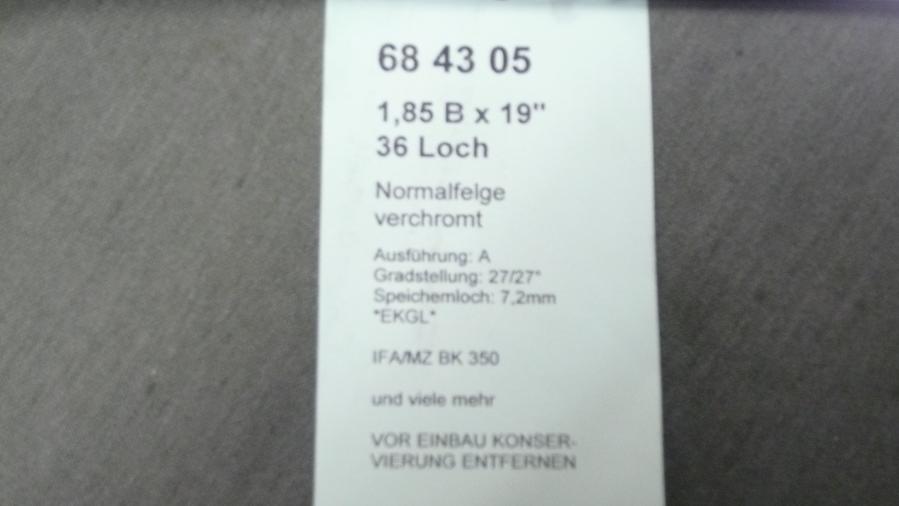 68 43 05
1,85 B x 19"
36 Loch
Normalfelge
verchromt
Ausführung: A
Gradstellung: 27/27°
Speichernloch: 7,2mm
*EKGL*
IFA/MZ BK 350
und viele mehr
VOR EINBAU KONSER-
VIERUNG ENTFERNEN